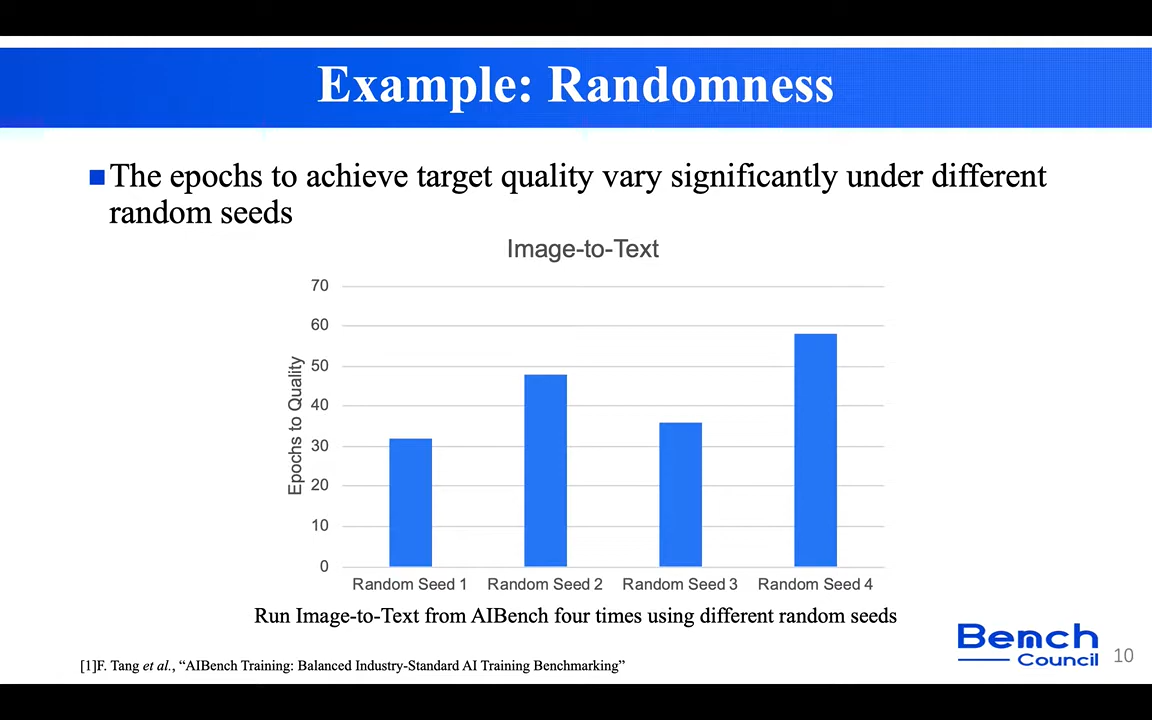 Example: Randomness
The epochs to achieve target quality vary significantly under different
random seeds
Image-to-Text
70
60
50
40
30
20
10
0
Epochs to Quality
Random Seed 1
Random Seed 2
Random Seed 3
Random Seed 4
Run Image-to-Text from AIBench four times using different random seeds
[1]F. Tang et al., “AIBench Training: Balanced Industry-Standard AI Training Benchmarking”
Bench
Council
10